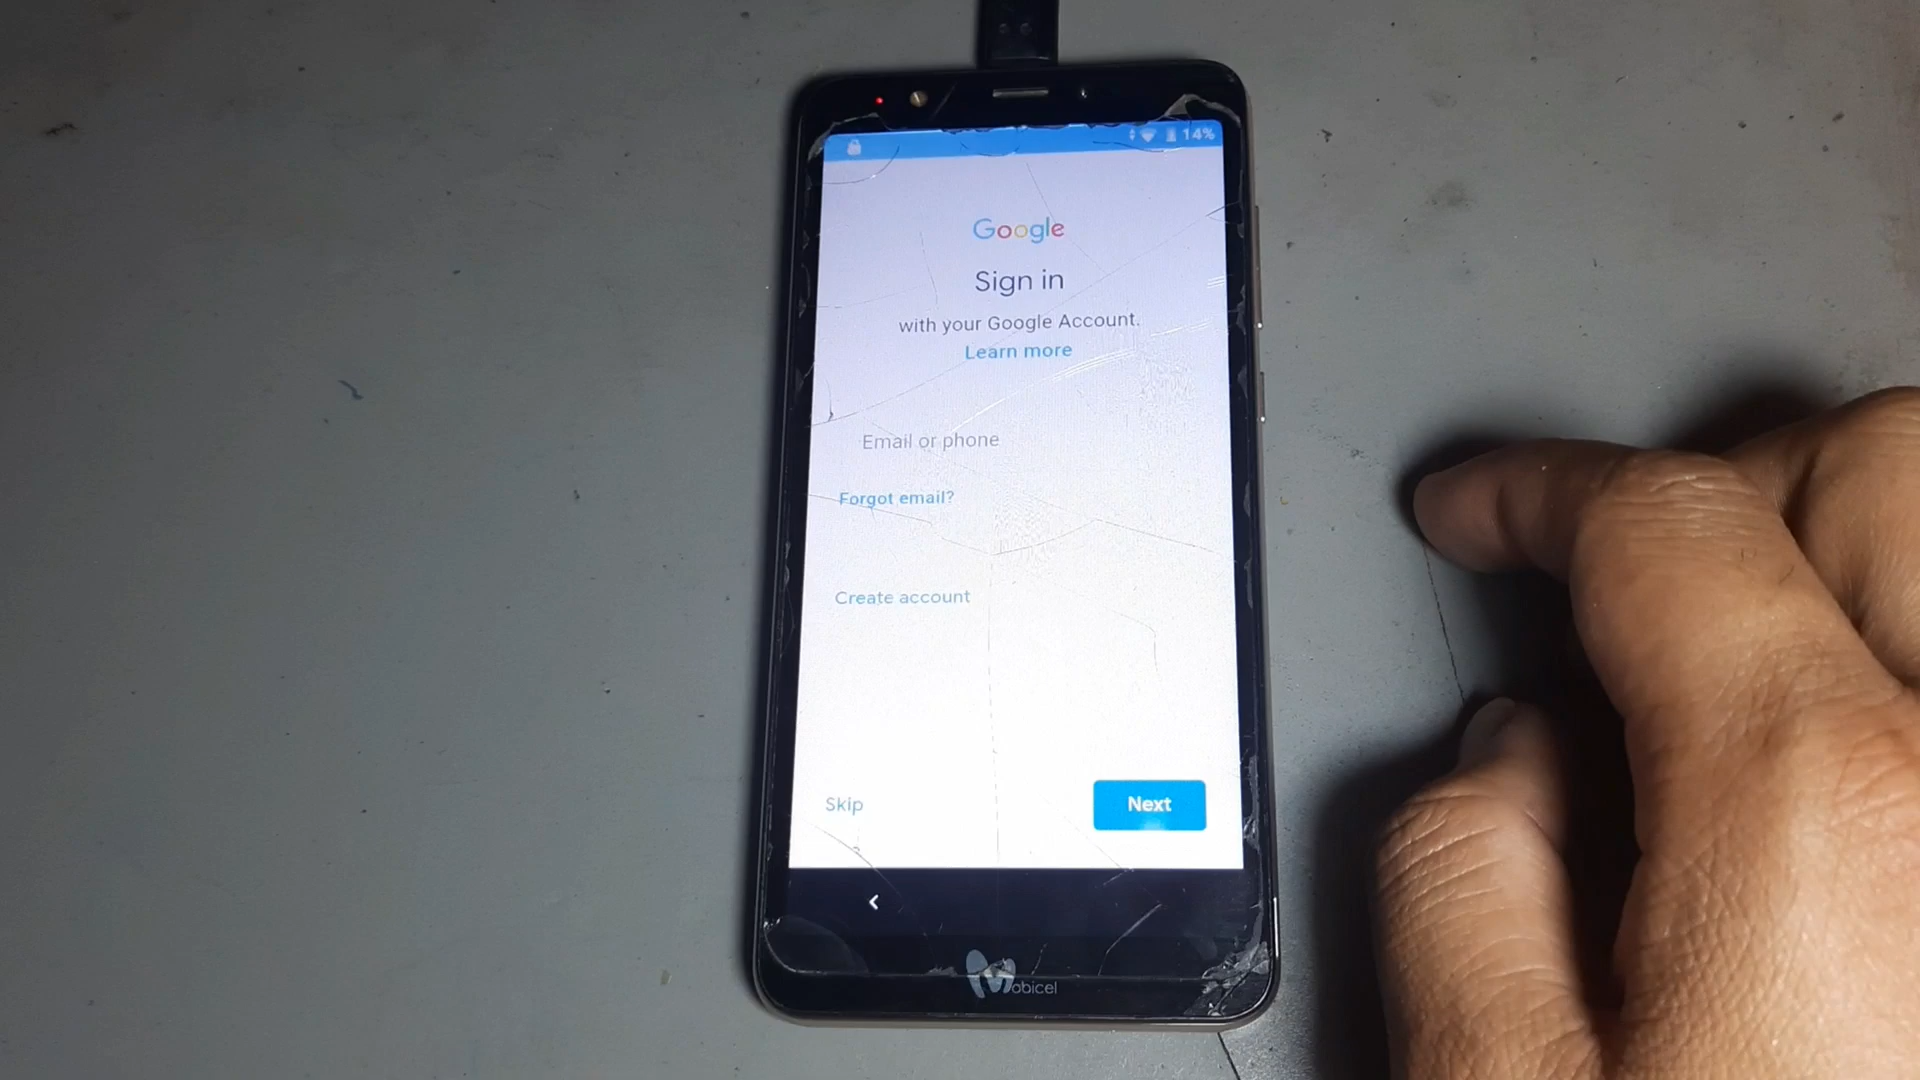 14%
Google
Sign in
with your Google Account.
Learn more
Email or phone
Forgot email?
Create account
Skip
Next
Mobicel